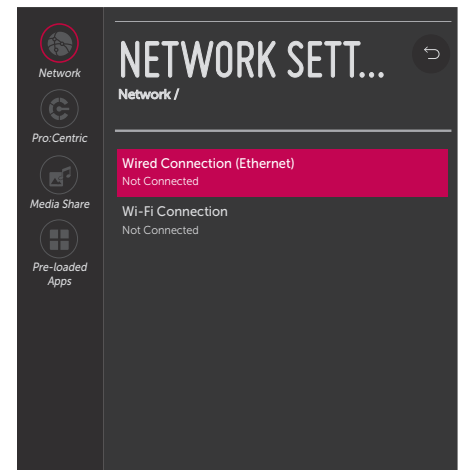 NETWORK SETT...
Network /
Network
Pro:Centric
Media Share
Pre-loaded
Apps
Wired Connection (Ethernet)
Not Connected
Wi-Fi Connection
Not Connected